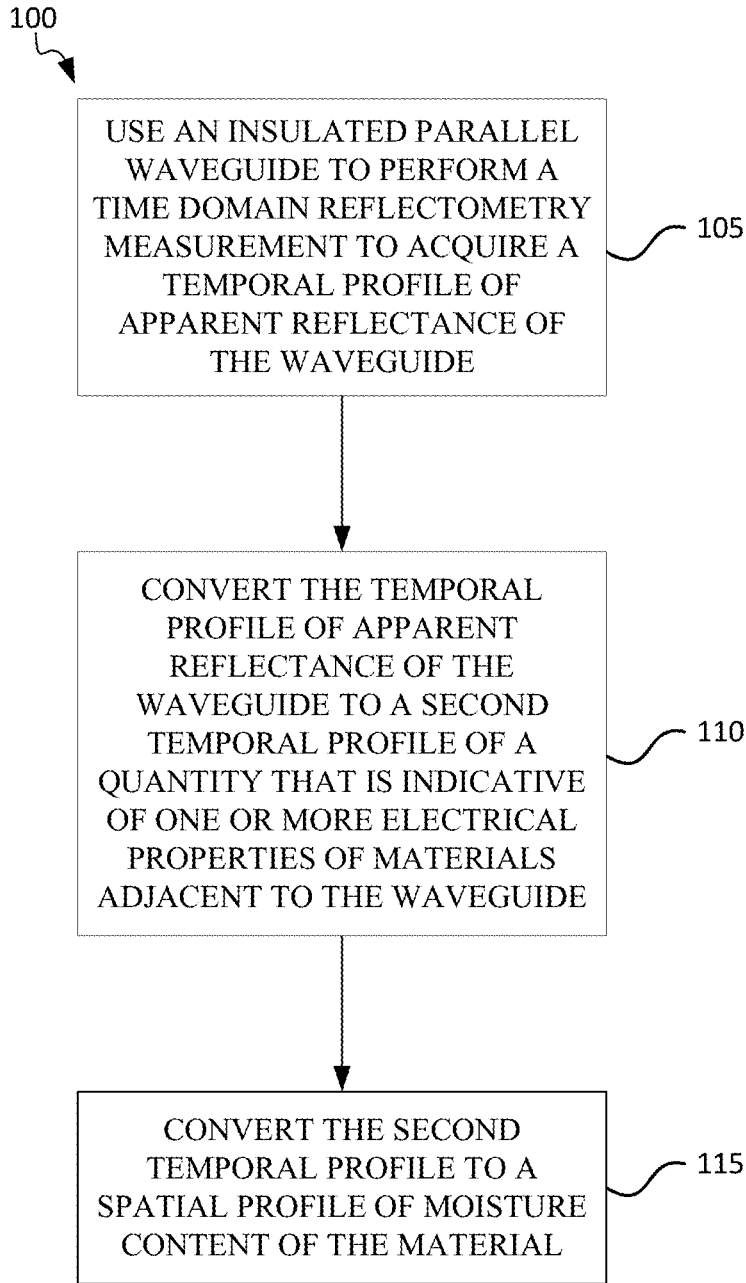 100
USE AN INSULATED PARALLEL
WAVEGUIDE TO PERFORM A
TIME DOMAIN REFLECTOMETRY
MEASUREMENT TO ACQUIRE A
TEMPORAL PROFILE OF
APPARENT REFLECTANCE OF
THE WAVEGUIDE
105
CONVERT THE TEMPORAL
PROFILE OF APPARENT
REFLECTANCE OF THE
WAVEGUIDE TO A SECOND
TEMPORAL PROFILE OF A
QUANTITY THAT IS INDICATIVE
OF ONE OR MORE ELECTRICAL
PROPERTIES OF MATERIALS
ADJACENT TO THE WAVEGUIDE
110
CONVERT THE SECOND
TEMPORAL PROFILE TO A
SPATIAL PROFILE OF MOISTURE
CONTENT OF THE MATERIAL
115